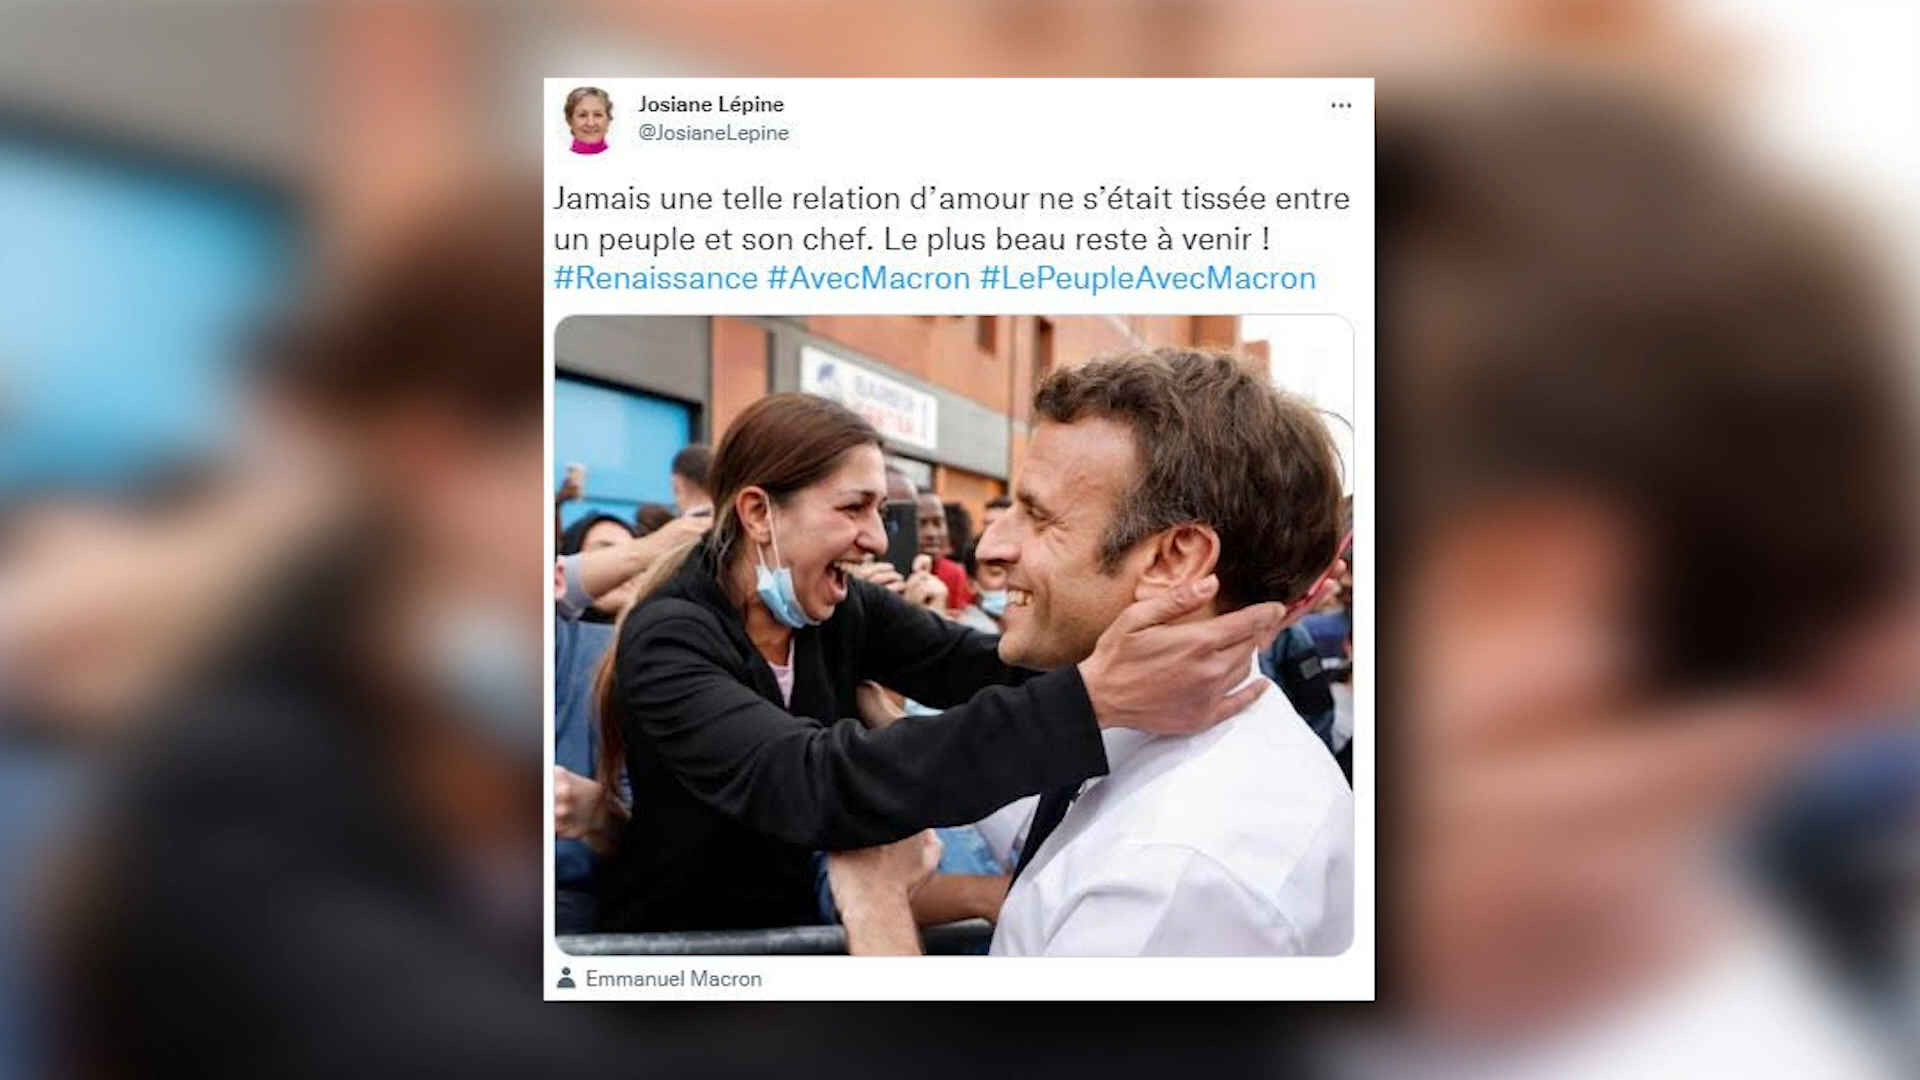 Josiane Lépine
@JosianeLepine
Jamais une telle relation d’amour ne s’était tissée entre
un peuple et son chef. Le plus beau reste à venir !
#Renaissance #AvecMacron #LePeupleAvecMacron
Emmanuel Macron